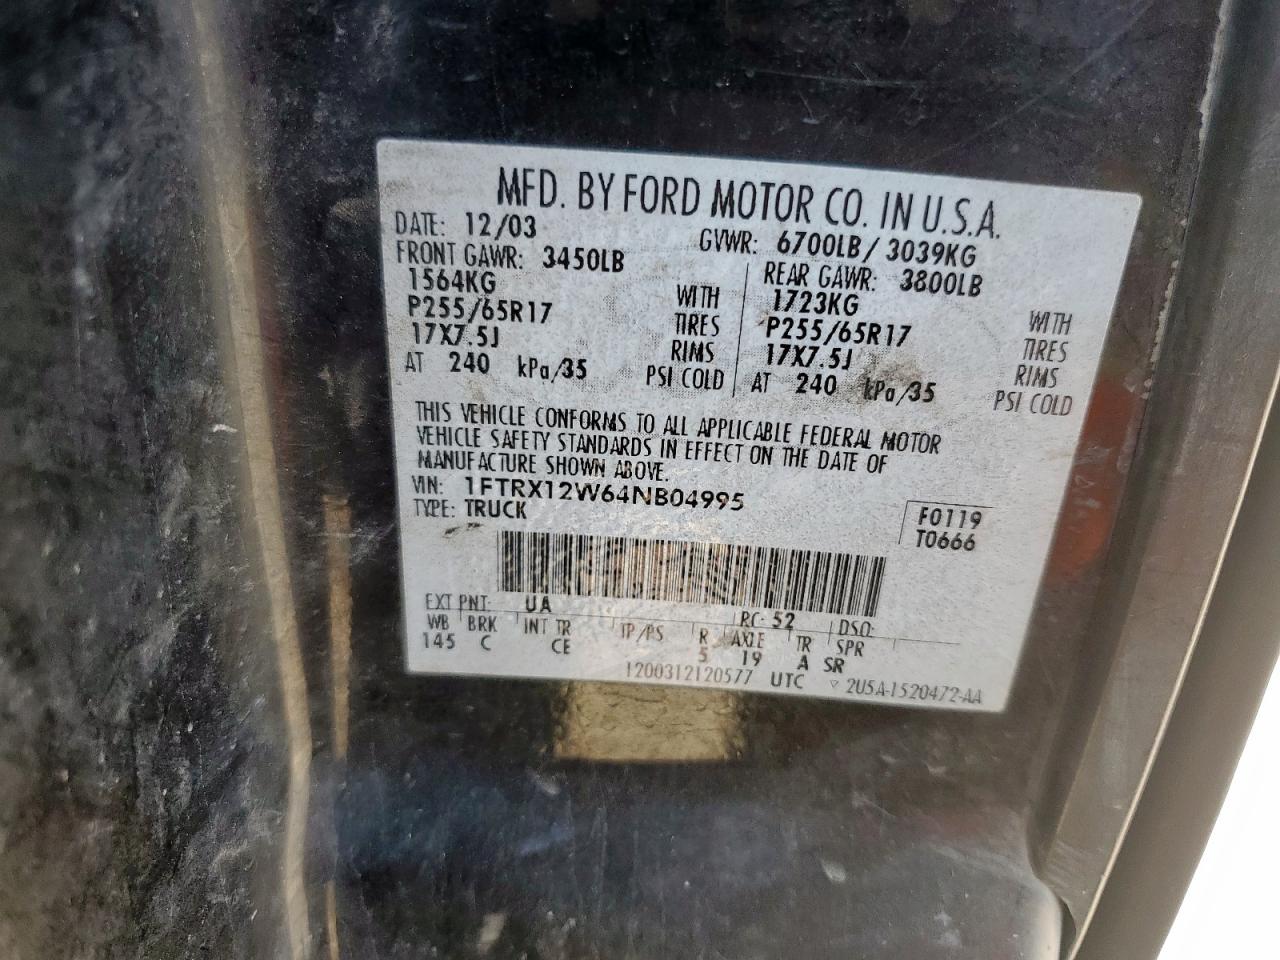 MFD. BY FORD MOTOR CO. IN U.S.A.
DATE: 12/03 GVWR: 6700LB/ 3039KG
FRONT GAWR: 3450LB REAR GAWR: 3800LB
1564KG WITH 1723KG WITH
P255/65R17 TIRES P255/65R17 TIRES
17X7.5J RIMS 17X7.5J RIMS
AT 240 kPa/35 PSI COLD AT 240 kPa/35 PSI COLD
THIS VEHICLE CONFORMS TO ALL APPLICABLE FEDERAL MOTOR
VEHICLE SAFETY STANDARDS IN EFFECT ON THE DATE OF
MANUFACTURE SHOWN ABOVE.
VIN: 1FTRX12W64NB04995
TYPE: TRUCK
F0119
T0666
EXT PNT: UA RC: 52 DSO:
WB BRK INT TR TP/PS R AXLE TR SPR
145 C CE 5 19 A SR
1200312120577 UTC ▽ 2U5A-1520472-AA